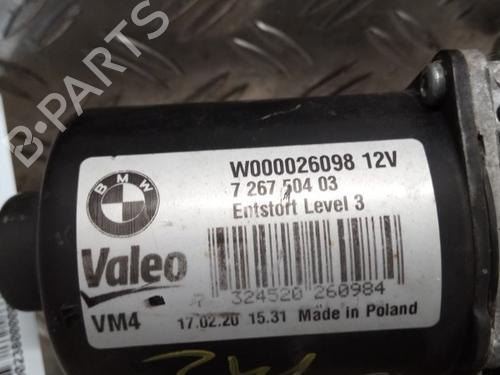 BMW
W000026098 12V
7 267 504 03
Entstort Level 3
Valeo
324520 260984
VM4 17.02.20 15.31 Made in Poland
B-PARTS